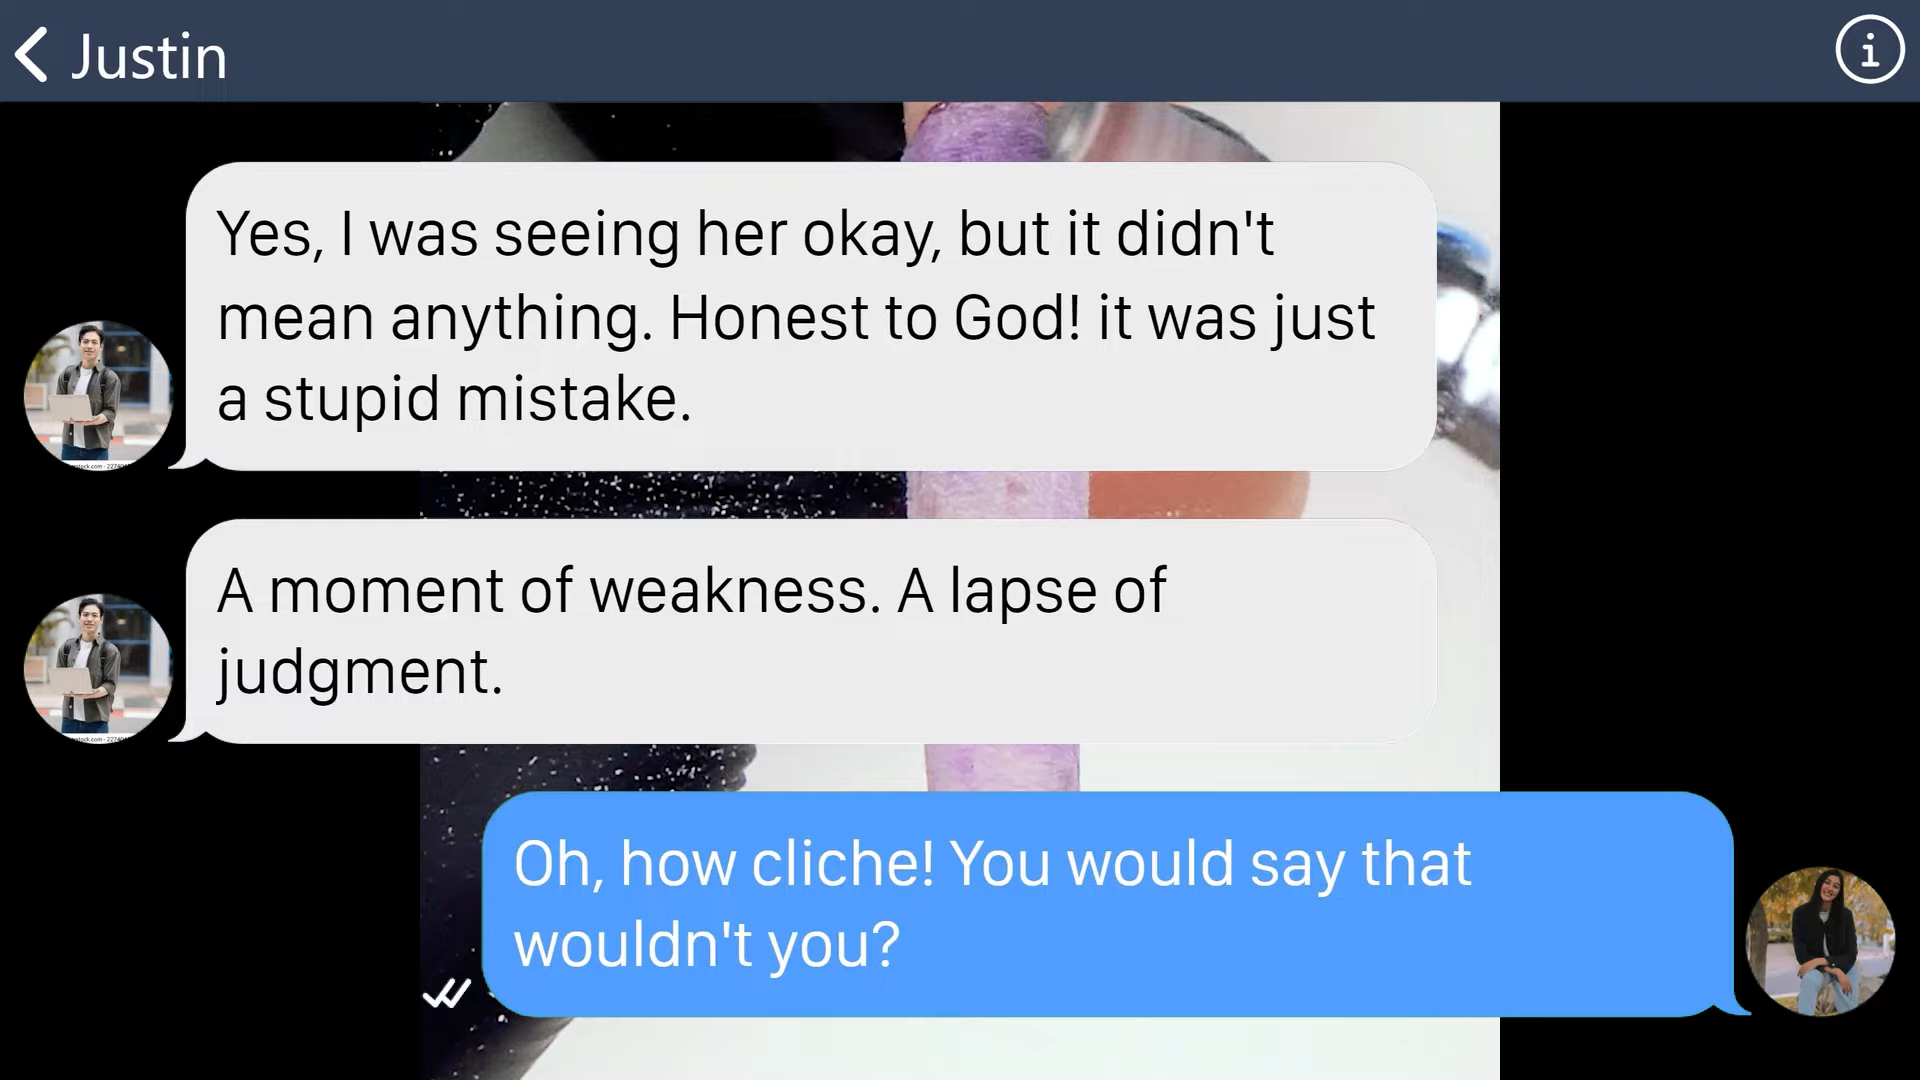 Justin
Yes, I was seeing her okay, but it didn't
mean anything. Honest to God! it was just
a stupid mistake.
A moment of weakness. A lapse of
judgment.
Oh, how cliche! You would say that
wouldn't you?